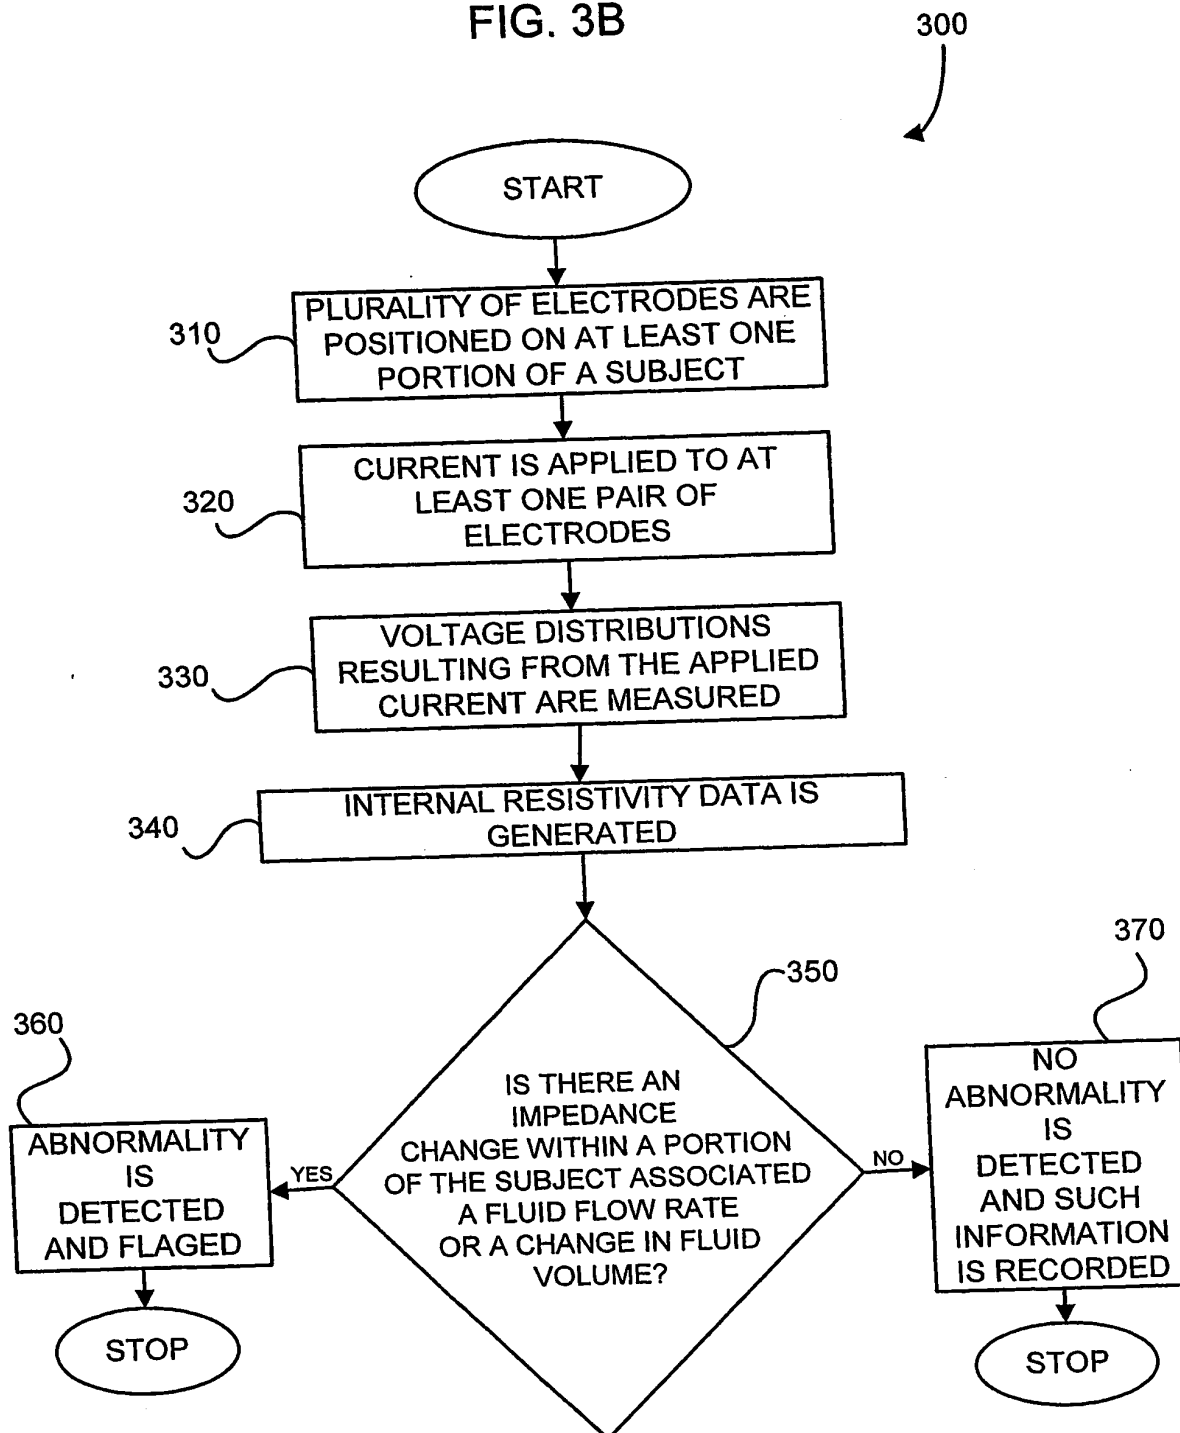 FIG. 3B
300
START
310
PLURALITY OF ELECTRODES ARE
POSITIONED ON AT LEAST ONE
PORTION OF A SUBJECT
320
CURRENT IS APPLIED TO AT
LEAST ONE PAIR OF
ELECTRODES
330
VOLTAGE DISTRIBUTIONS
RESULTING FROM THE APPLIED
CURRENT ARE MEASURED
340
INTERNAL RESISTIVITY DATA IS
GENERATED
350
IS THERE AN
IMPEDANCE
CHANGE WITHIN A PORTION
OF THE SUBJECT ASSOCIATED
A FLUID FLOW RATE
OR A CHANGE IN FLUID
VOLUME?
YES
360
ABNORMALITY
IS
DETECTED
AND FLAGED
STOP
NO
370
NO
ABNORMALITY
IS
DETECTED
AND SUCH
INFORMATION
IS RECORDED
STOP